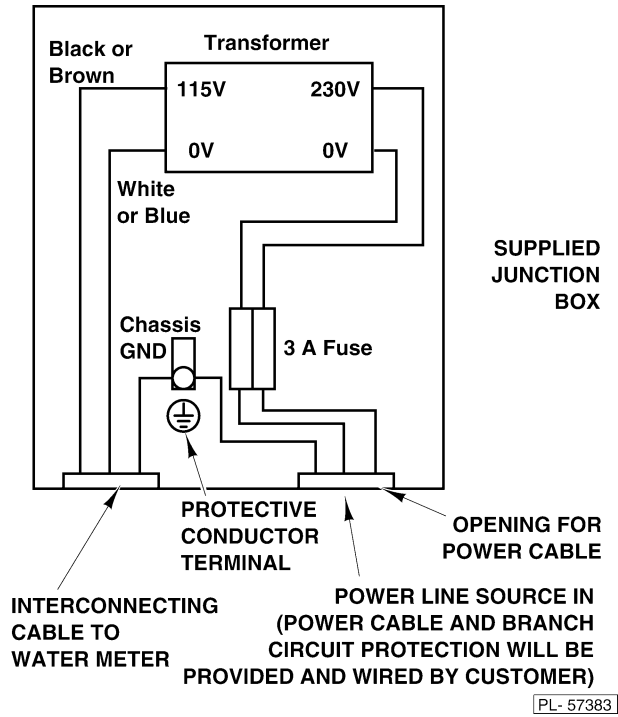 Black or
Brown
Transformer
115V
230V
0V
0V
White
or Blue
SUPPLIED
JUNCTION
BOX
Chassis
GND
3 A Fuse
PROTECTIVE
CONDUCTOR
TERMINAL
OPENING FOR
POWER CABLE
INTERCONNECTING
CABLE TO
WATER METER
POWER LINE SOURCE IN
(POWER CABLE AND BRANCH
CIRCUIT PROTECTION WILL BE
PROVIDED AND WIRED BY CUSTOMER)
PL- 57383